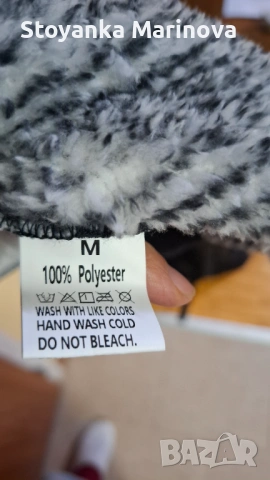 Stoyanka Marinova
M
100% Polyester
WASH WITH LIKE COLORS
HAND WASH COLD
DO NOT BLEACH.
BAZAR